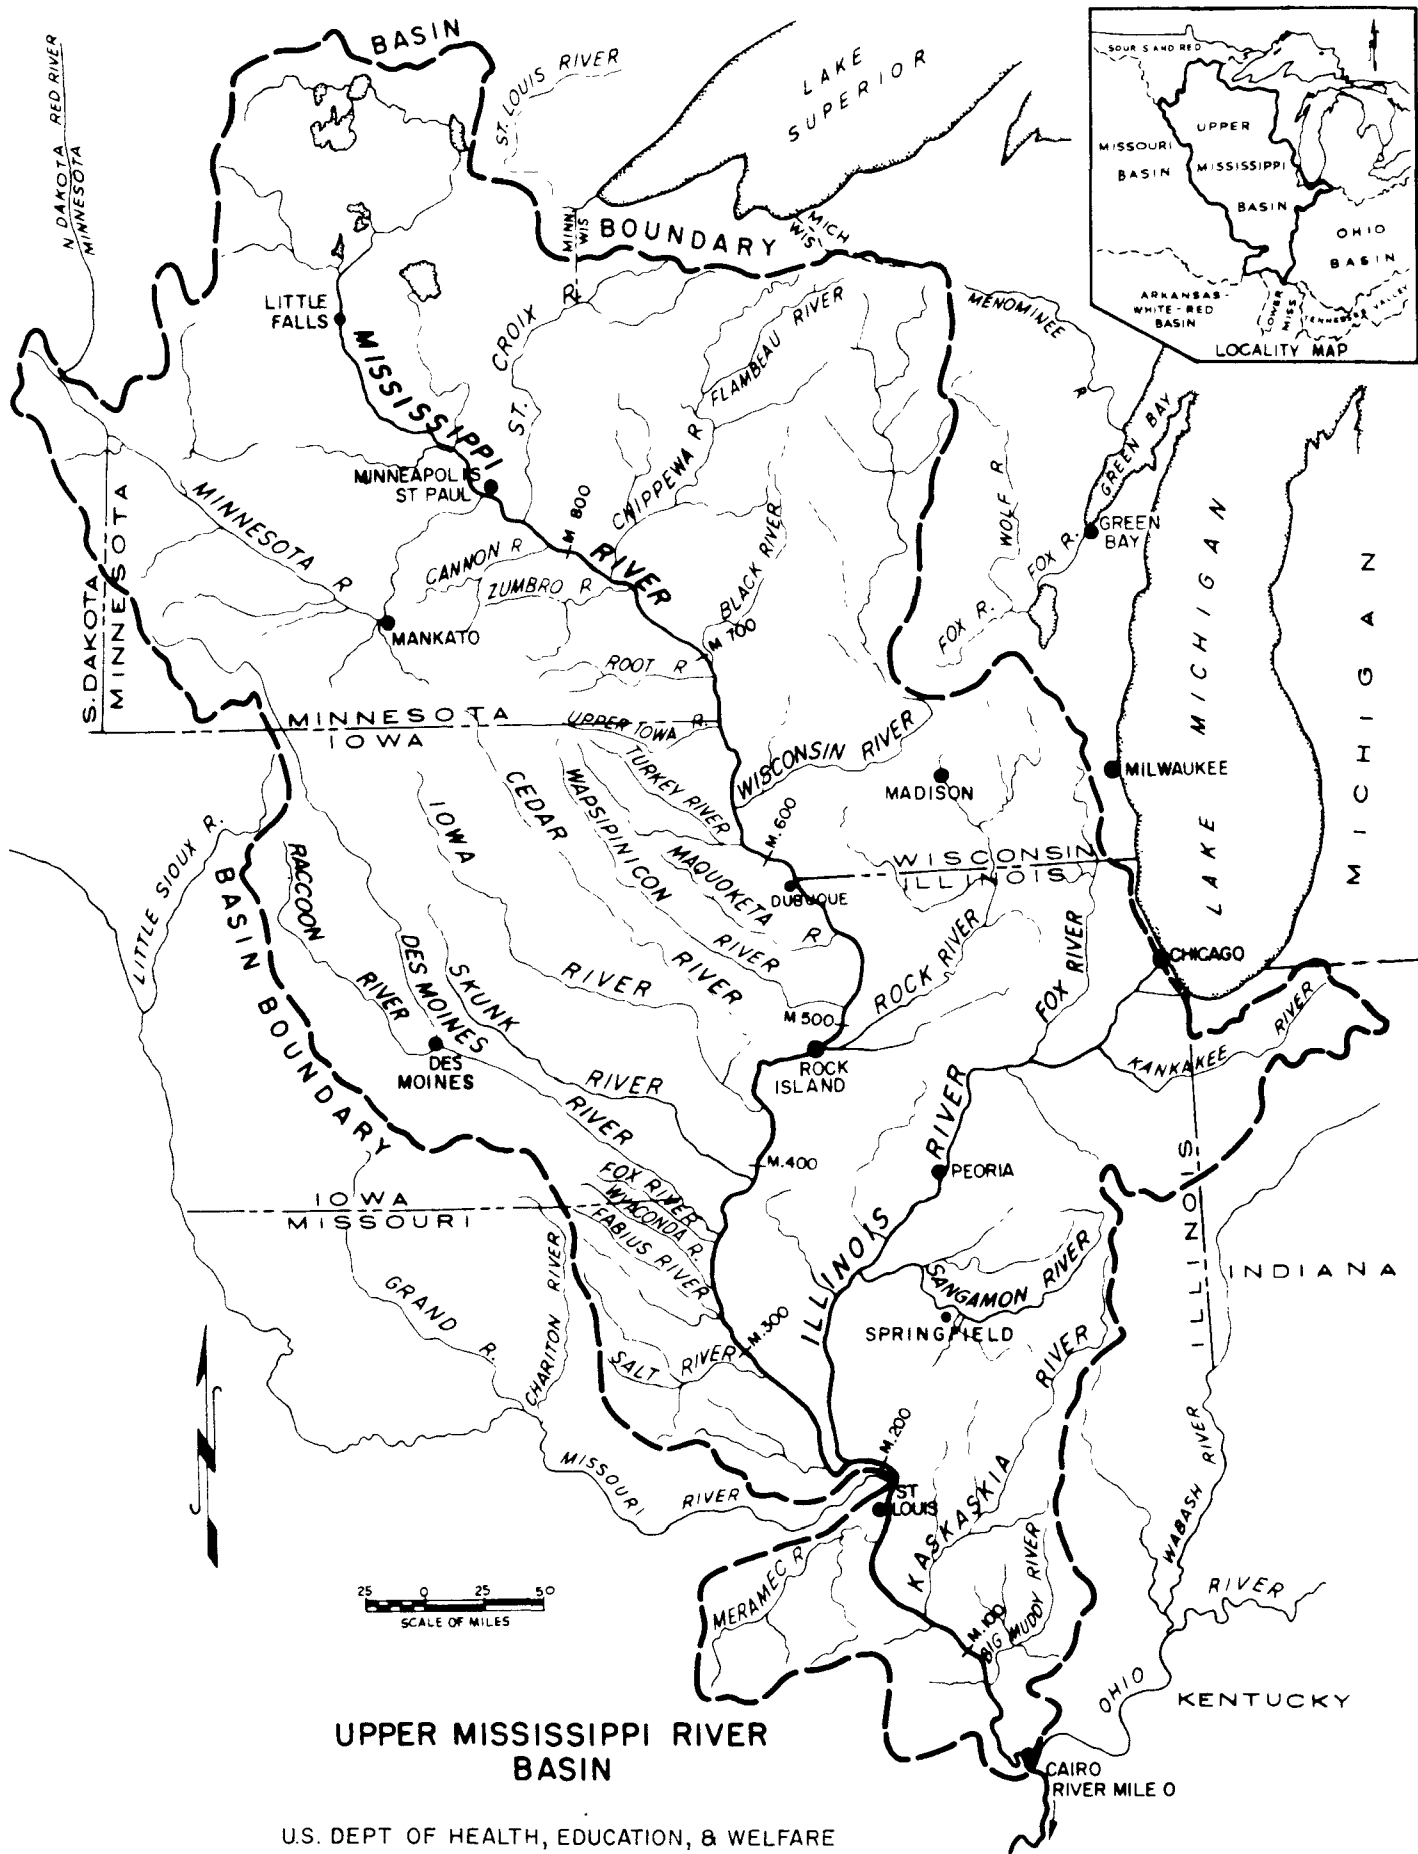 BASIN
ST. LOUIS RIVER
LAKE
SUPERIOR
N DAKOTA RED RIVER
MINNESOTA
MINN
WIS
BOUNDARY
MICH
WIS
SOURIS AND RED
UPPER
MISSISSIPPI
BASIN
MISSOURI
BASIN
OHIO
BASIN
ARKANSAS-
WHITE-RED
BASIN
LOWER
MISS
TENNESSEE VALLEY
LOCALITY MAP
LITTLE
FALLS
MISSISSIPPI
RIVER
ST. CROIX R.
FLAMBEAU RIVER
MENOMINEE R
CHIPPEWA R
MINNEAPOLIS
ST PAUL
M 800
BLACK RIVER
WOLF R
GREEN BAY
GREEN
BAY
FOX R.
FOX R.
LAKE MICHIGAN
MICHIGAN
S. DAKOTA
MINNESOTA
MINNESOTA R
CANNON R
ZUMBRO R
MANKATO
M 700
ROOT R
MINNESOTA
IOWA
UPPER IOWA R.
TURKEY RIVER
WISCONSIN RIVER
MADISON
MILWAUKEE
M.600
LITTLE SIOUX R.
BASIN BOUNDARY
RACCOON RIVER
IOWA RIVER
CEDAR RIVER
WAPSIPINICON RIVER
MAQUOKETA R
DUBUQUE
WISCONSIN
ILLINOIS
DES MOINES RIVER
SKUNK RIVER
DES
MOINES
M 500
ROCK
ISLAND
ROCK RIVER
FOX RIVER
CHICAGO
KANKAKEE RIVER
ILLINOIS RIVER
PEORIA
M.400
IOWA
MISSOURI
FOX RIVER
WYACONDA R.
FABIUS RIVER
GRAND R.
CHARITON RIVER
SALT RIVER
M.300
SANGAMON RIVER
SPRINGFIELD
ILLINOIS
INDIANA
KASKASKIA RIVER
M.200
MISSOURI RIVER
ST
LOUIS
WABASH RIVER
MERAMEC R
BIG MUDDY RIVER
M.100
OHIO RIVER
KENTUCKY
CAIRO
RIVER MILE 0
25 0 25 50
SCALE OF MILES
UPPER MISSISSIPPI RIVER
BASIN
U.S. DEPT OF HEALTH, EDUCATION, & WELFARE